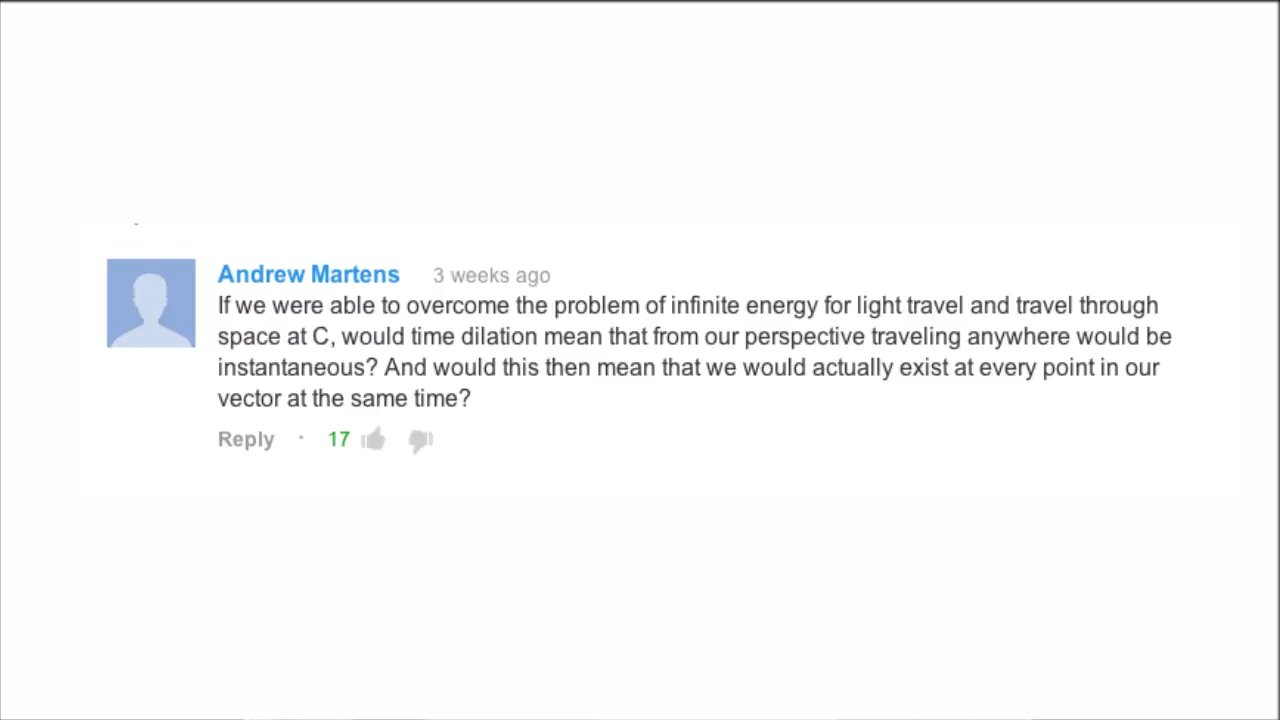 Andrew Martens 3 weeks ago
If we were able to overcome the problem of infinite energy for light travel and travel through
space at C, would time dilation mean that from our perspective traveling anywhere would be
instantaneous? And would this then mean that we would actually exist at every point in our
vector at the same time?
Reply · 17